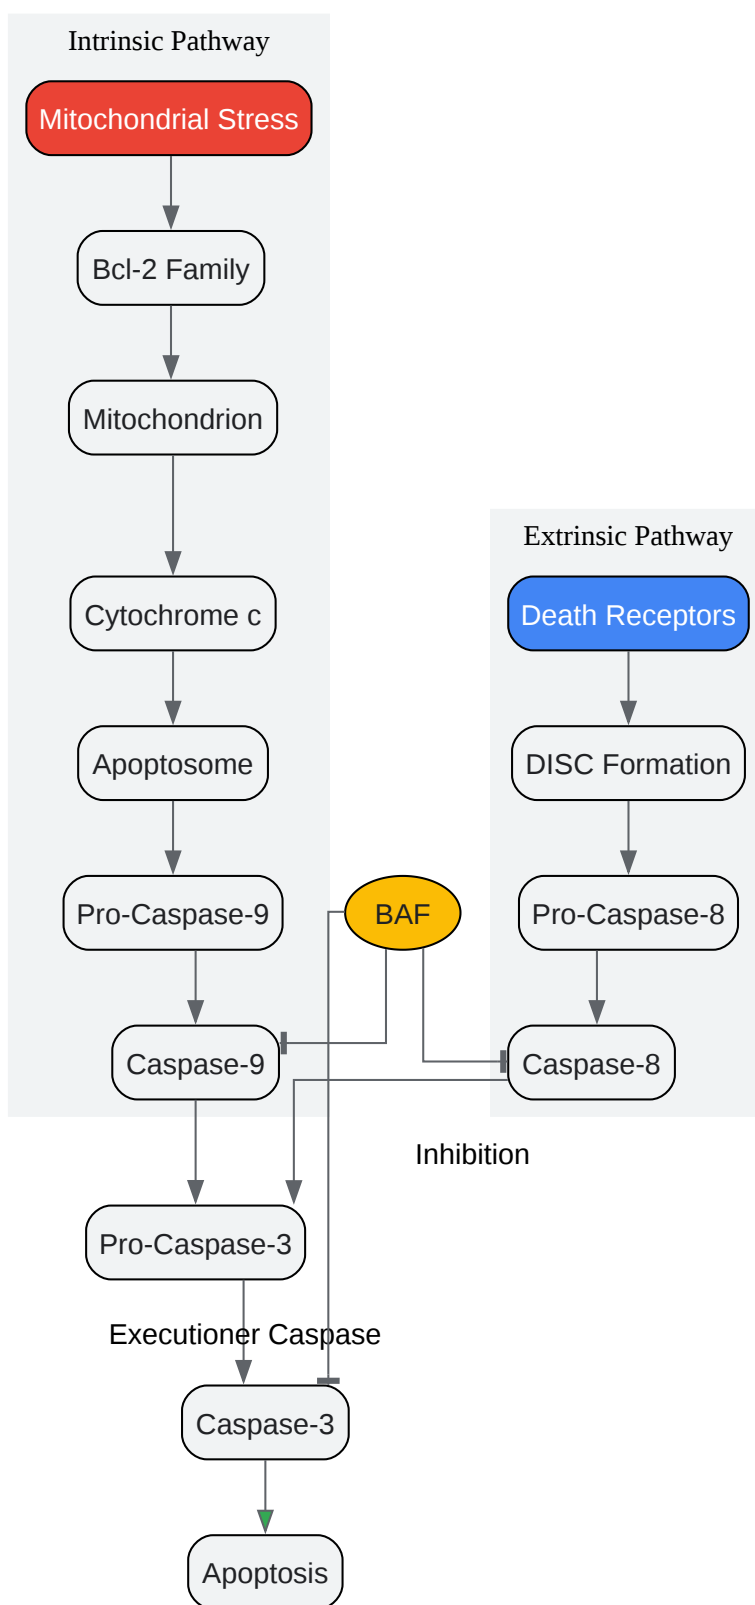 Intrinsic Pathway
Mitochondrial Stress
Bcl-2 Family
Mitochondrion
Extrinsic Pathway
Cytochrome c
Death Receptors
Apoptosome
DISC Formation
Pro-Caspase-9
BAF
Pro-Caspase-8
Caspase-9
Caspase-8
Inhibition
Pro-Caspase-3
Executioner Caspase
Caspase-3
Apoptosis